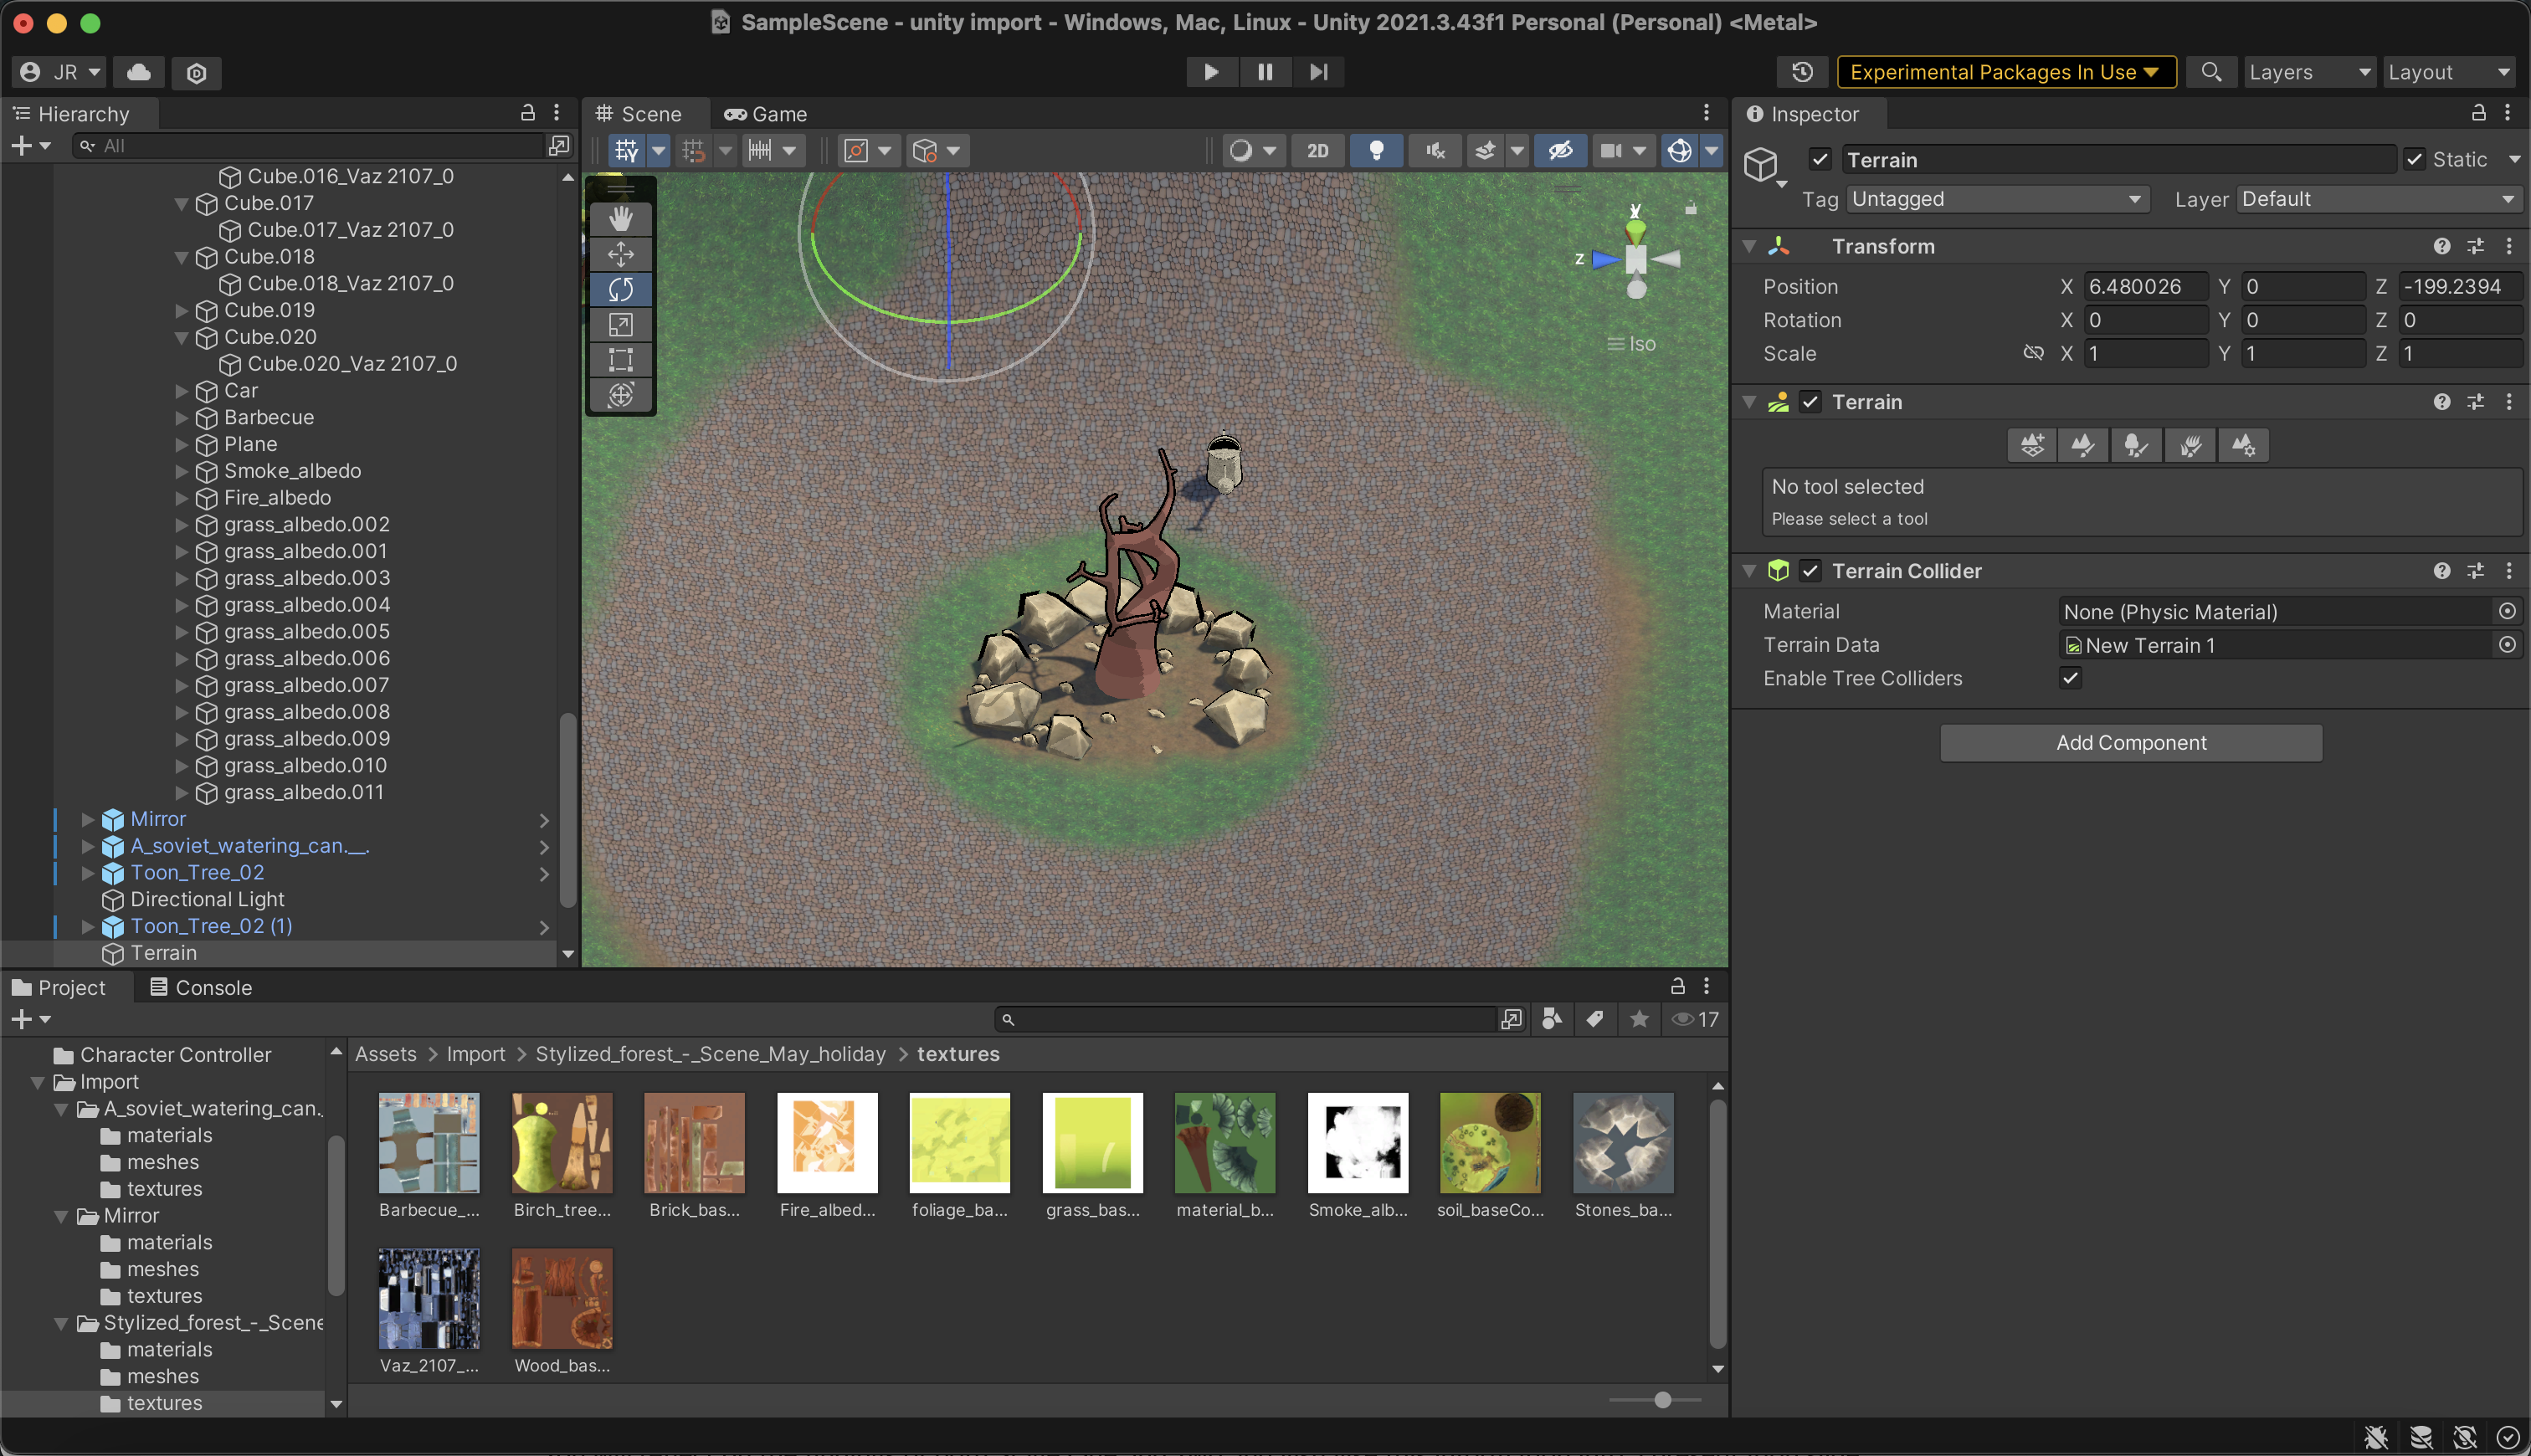 SampleScene - unity import - Windows, Mac, Linux - Unity 2021.3.43f1 Personal (Personal) <Metal>
JR
Experimental Packages In Use
Layers
Layout
Hierarchy
All
Cube.016_Vaz 2107_0
Cube.017
Cube.017_Vaz 2107_0
Cube.018
Cube.018_Vaz 2107_0
Cube.019
Cube.020
Cube.020_Vaz 2107_0
Car
Barbecue
Plane
Smoke_albedo
Fire_albedo
grass_albedo.002
grass_albedo.001
grass_albedo.003
grass_albedo.004
grass_albedo.005
grass_albedo.006
grass_albedo.007
grass_albedo.008
grass_albedo.009
grass_albedo.010
grass_albedo.011
Mirror
A_soviet_watering_can.__.
Toon_Tree_02
Directional Light
Toon_Tree_02 (1)
Terrain
Scene
Game
2D
y
z
Iso
Inspector
Terrain
Static
Tag Untagged
Layer Default
Transform
Position X 6.480026 Y 0 Z -199.2394
Rotation X 0 Y 0 Z 0
Scale X 1 Y 1 Z 1
Terrain
No tool selected
Please select a tool
Terrain Collider
Material None (Physic Material)
Terrain Data New Terrain 1
Enable Tree Colliders
Add Component
Project
Console
17
Character Controller
Import
A_soviet_watering_can.
materials
meshes
textures
Mirror
materials
meshes
textures
Stylized_forest_-_Scene
materials
meshes
textures
Assets > Import > Stylized_forest_-_Scene_May_holiday > textures
Barbecue_...
Birch_tree...
Brick_bas...
Fire_albed...
foliage_ba...
grass_bas...
material_b...
Smoke_alb...
soil_baseCo...
Stones_ba...
Vaz_2107_...
Wood_bas...